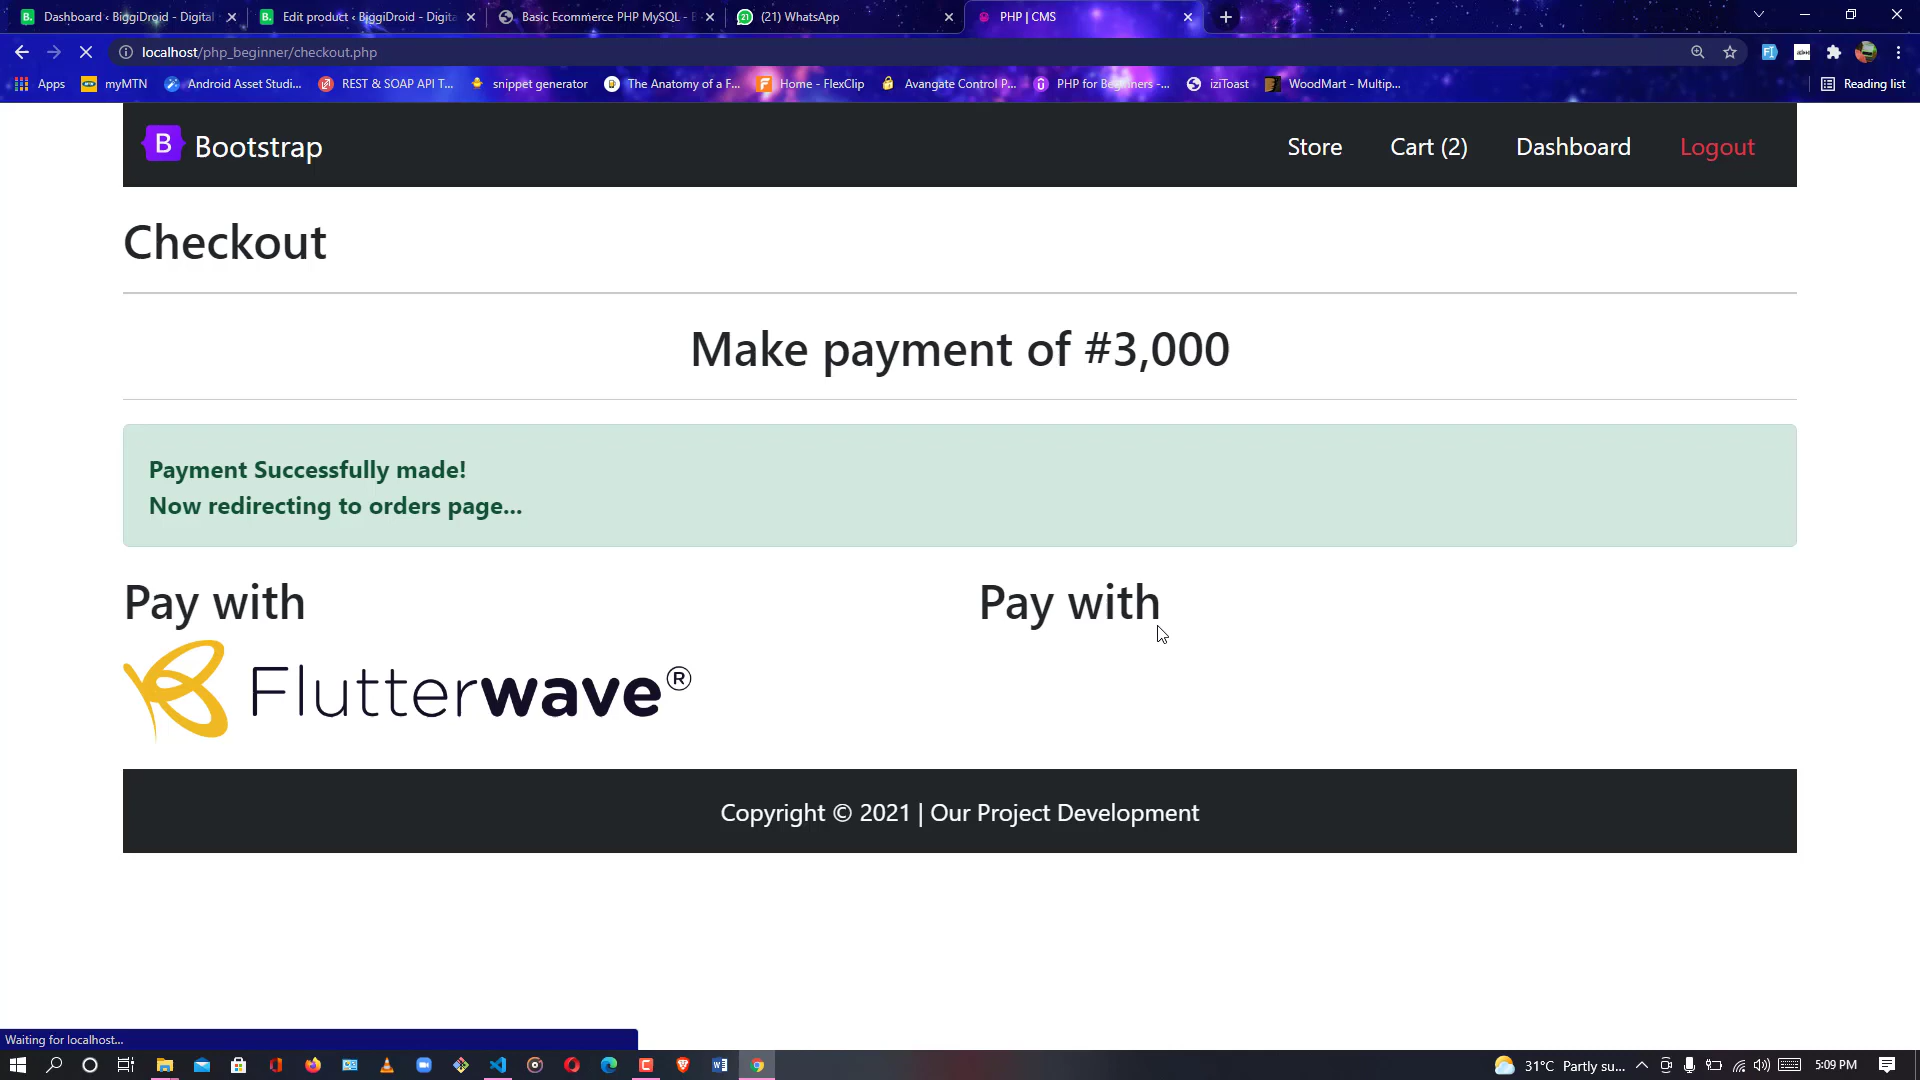 Dashboard ‹ BiggiDroid - Digital
Edit product ‹ BiggiDroid - Digita
Basic Ecommerce PHP MySQL - B
(21) WhatsApp
PHP | CMS
localhost/php_beginner/checkout.php
Apps
myMTN
Android Asset Studi...
REST & SOAP API T...
snippet generator
The Anatomy of a F...
Home - FlexClip
Avangate Control P...
PHP for Beginners -...
iziToast
WoodMart - Multip...
Reading list
B Bootstrap
Store
Cart (2)
Dashboard
Logout
Checkout
Make payment of #3,000
Payment Successfully made!
Now redirecting to orders page...
Pay with
Pay with
Flutterwave®
Copyright © 2021 | Our Project Development
Waiting for localhost...
31°C Partly su...
5:09 PM